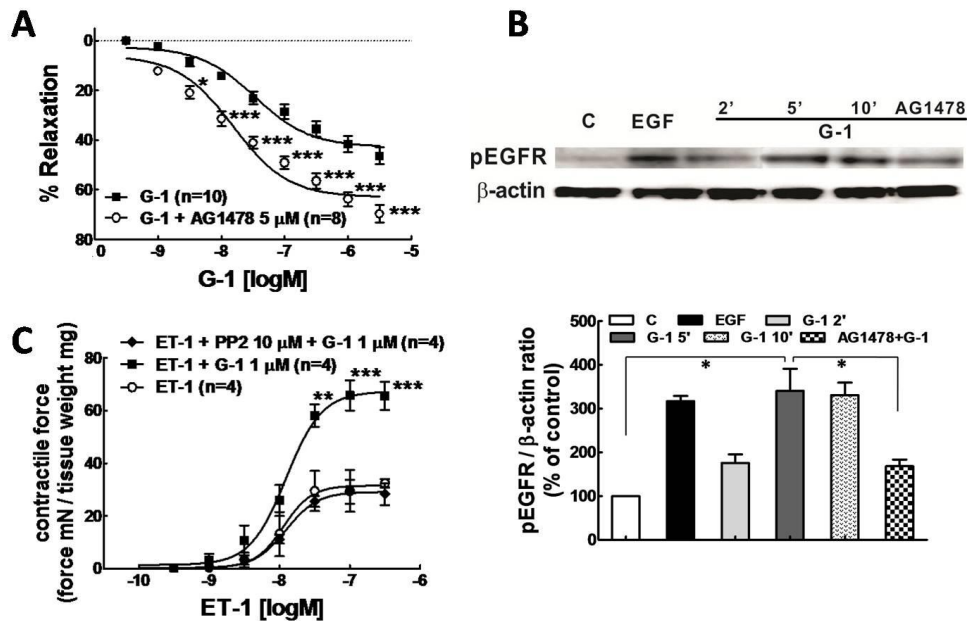 A
0
20
40
60
80
% Relaxation
G-1 (n=10)
G-1 + AG1478 5 μM (n=8)
*
***
***
***
***
***
***
0
-9
-8
-7
-6
-5
G-1 [logM]
B
C
EGF
2’
5’
10’
AG1478
G-1
pEGFR
β-actin
500
400
300
200
100
0
pEGFR / β-actin ratio
(% of control)
C
EGF
G-1 2'
G-1 5'
G-1 10'
AG1478+G-1
*
*
C
80
60
40
20
0
contractile force
(force mN / tissue weight mg)
ET-1 + PP2 10 μM + G-1 1 μM (n=4)
ET-1 + G-1 1 μM (n=4)
ET-1 (n=4)
**
***
***
-10
-9
-8
-7
-6
ET-1 [logM]